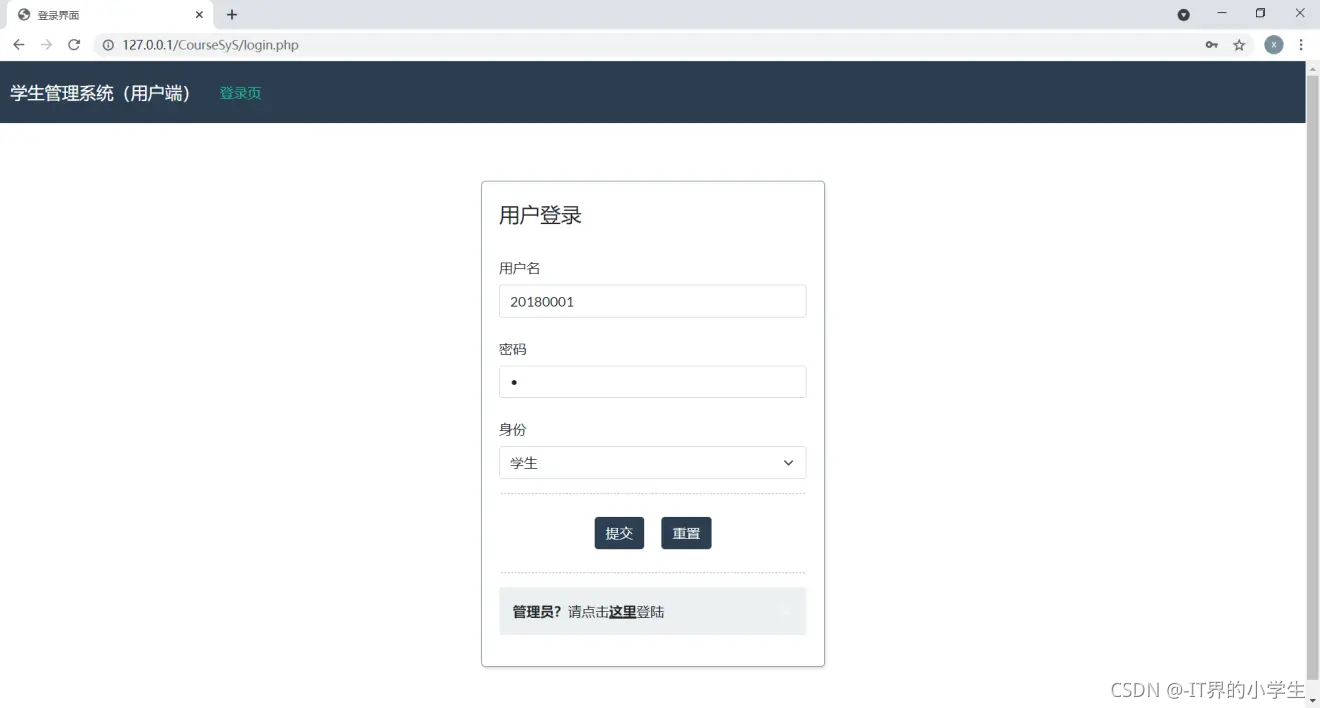 登录界面
127.0.0.1/CourseSyS/login.php
x
学生管理系统（用户端） 登录页
用户登录
用户名
20180001
密码
•
身份
学生
提交 重置
管理员？请点击这里登陆
CSDN @-IT界的小学生